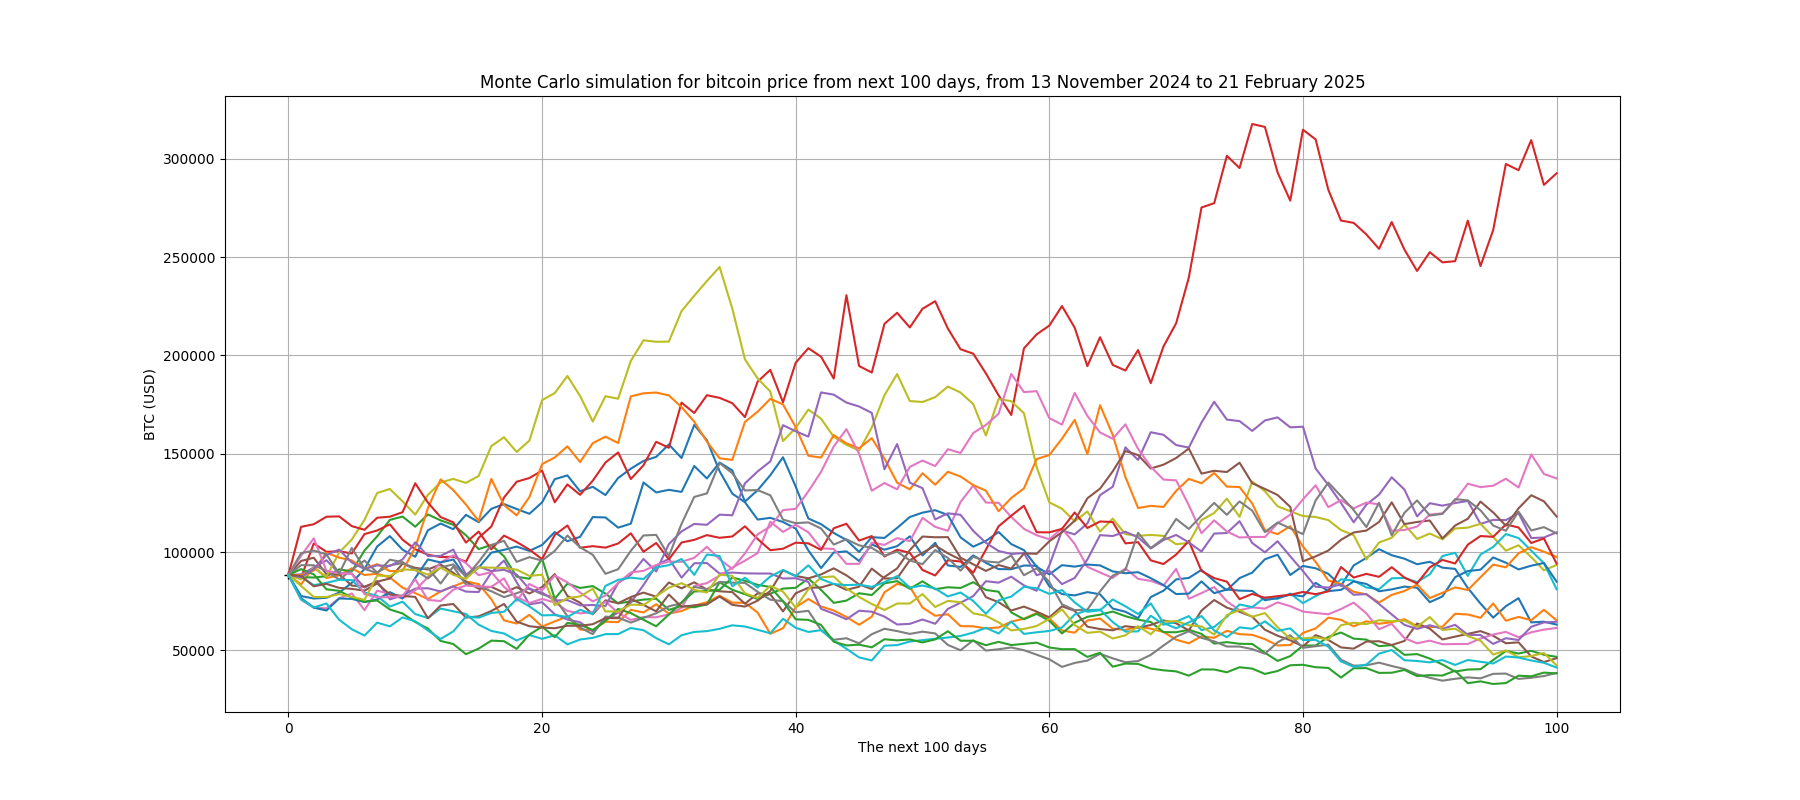 Monte Carlo simulation for bitcoin price from next 100 days, from 13 November 2024 to 21 February 2025
300000
250000
200000
150000
100000
50000
BTC (USD)
0 20 40 60 80 100
The next 100 days